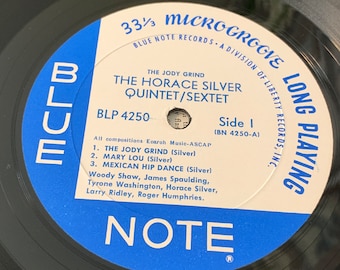 33⅓ MICROGROOVE LONG PLAYING
BLUE NOTE RECORDS • A DIVISION OF LIBERTY RECORDS, INC
THE JODY GRIND
THE HORACE SILVER
QUINTET/SEXTET
BLP 4250
Side 1
(BN 4250-A)
All compositions Ecaroh Music-ASCAP
1. THE JODY GRIND (Silver)
2. MARY LOU (Silver)
3. MEXICAN HIP DANCE (Silver)
Woody Shaw, James Spaulding,
Tyrone Washington, Horace Silver,
Larry Ridley, Roger Humphries.
BLUE
NOTE
®